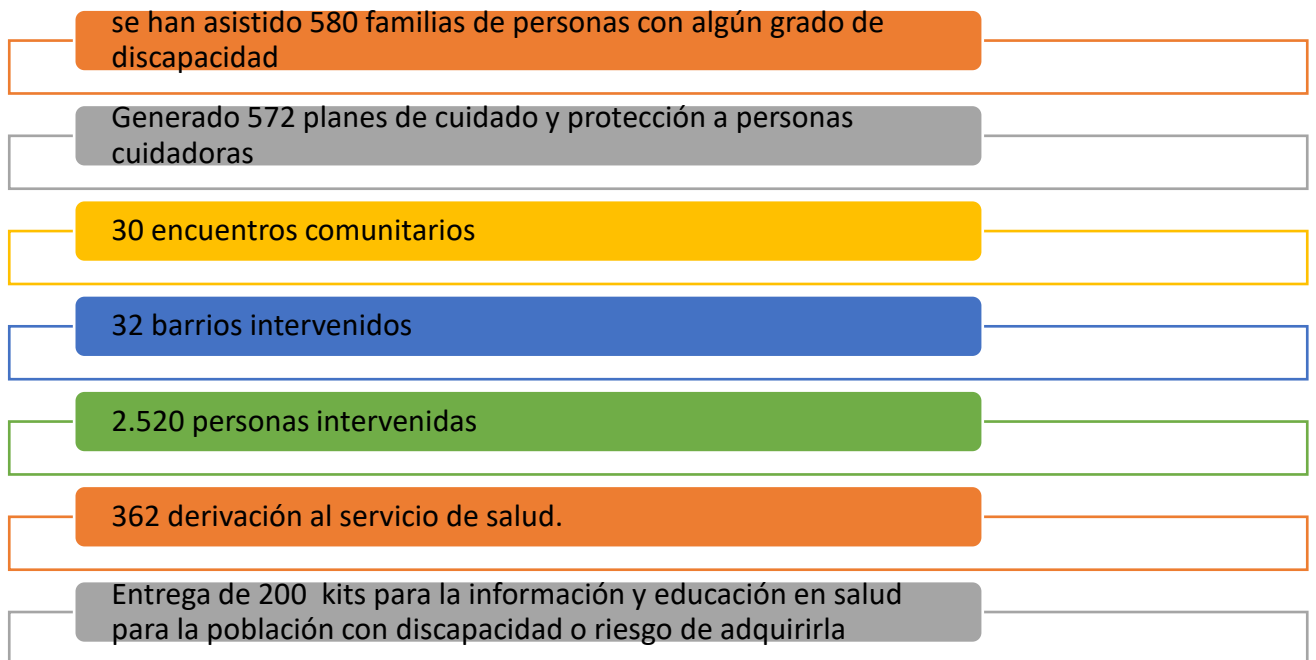 se han asistido 580 familias de personas con algún grado de
discapacidad
Generado 572 planes de cuidado y protección a personas
cuidadoras
30 encuentros comunitarios
32 barrios intervenidos
2.520 personas intervenidas
362 derivación al servicio de salud.
Entrega de 200 kits para la información y educación en salud
para la población con discapacidad o riesgo de adquirirla